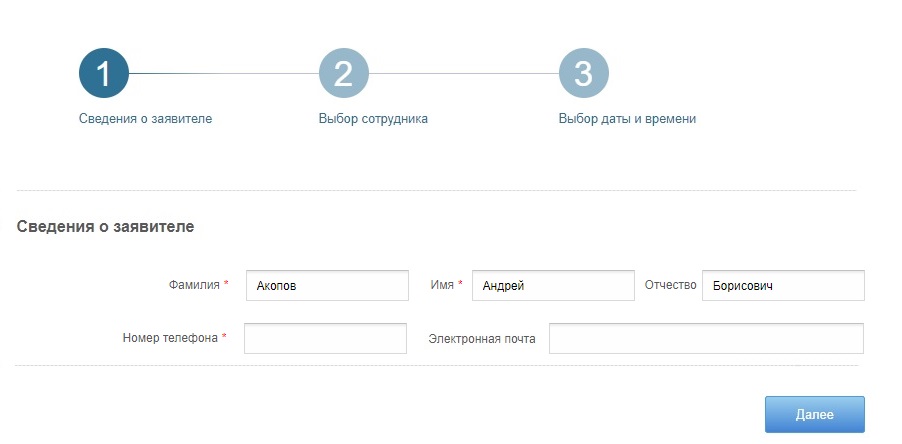 1 2 3
Сведения о заявителе Выбор сотрудника Выбор даты и времени
Сведения о заявителе
Фамилия * Акопов Имя * Андрей Отчество Борисович
Номер телефона * Электронная почта
Далее